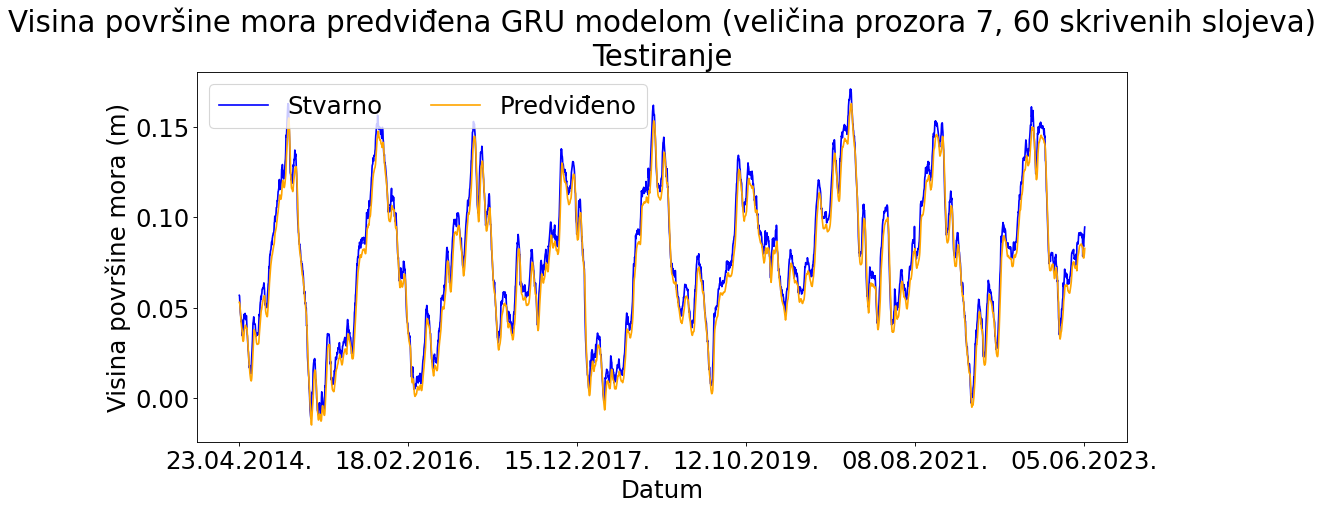 Visina površine mora predviđena GRU modelom (veličina prozora 7, 60 skrivenih slojeva)
Testiranje
Stvarno
Predviđeno
Visina površine mora (m)
0.15
0.10
0.05
0.00
23.04.2014.
18.02.2016.
15.12.2017.
12.10.2019.
08.08.2021.
05.06.2023.
Datum